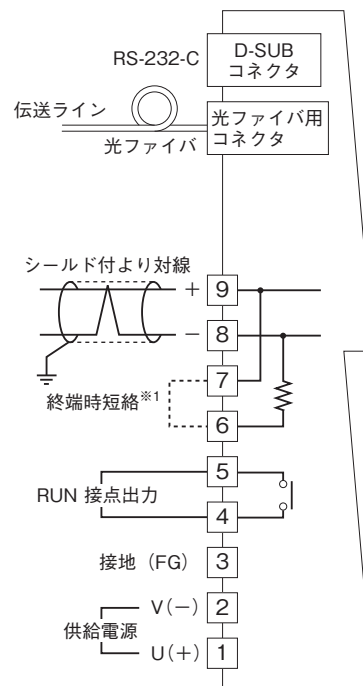 RS-232-C
D-SUB
コネクタ
伝送ライン
光ファイバ
光ファイバ用
コネクタ
シールド付より対線
+ 9
− 8
7
終端時短絡※1
6
5
RUN 接点出力
4
接地（FG） 3
V（−） 2
供給電源
U（+） 1